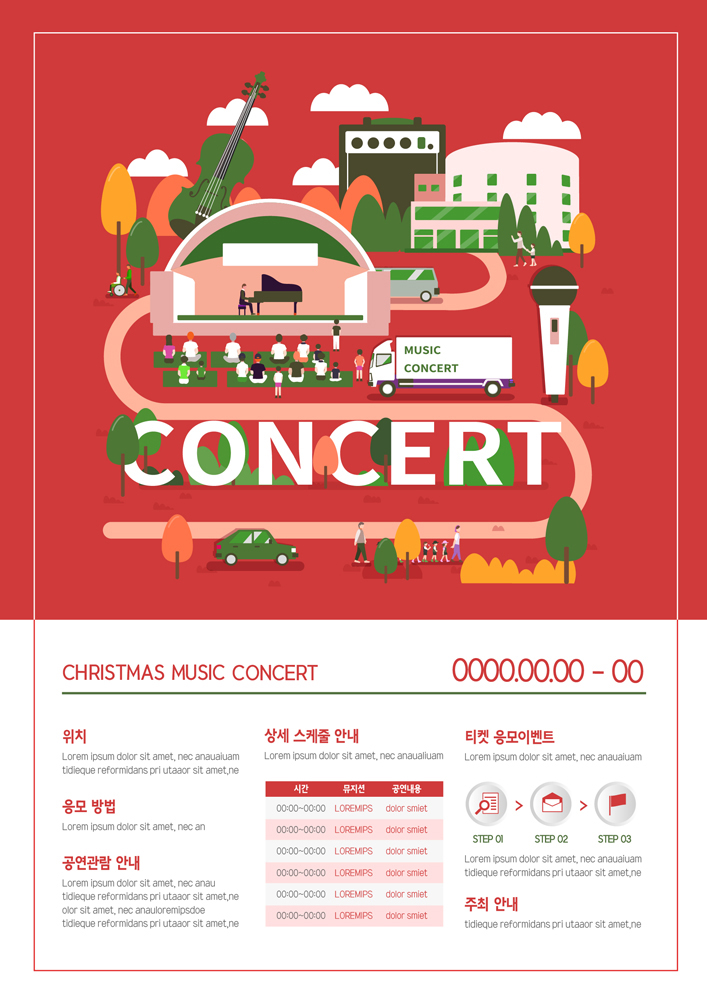 MUSIC
CONCERT
CONCERT
CHRISTMAS MUSIC CONCERT
0000.00.00 – 00
위치
Lorem ipsum dolor sit amet, nec anauaiuam
tidieque reformidans pri utaaor sit amet,ne
응모 방법
Lorem ipsum dolor sit amet, nec an
공연관람 안내
Lorem ipsum dolor sit amet, nec anau
tidieque reformidans pri utaaor sit amet,ne
olor sit amet, nec anauloremipsdoe
tidieque reformidans pri utaaor sit amet,ne
상세 스케줄 안내
Lorem ipsum dolor sit amet, nec anaualiuam
시간 뮤지션 공연내용
00:00~00:00 LOREMIPS dolor smiet
00:00~00:00 LOREMIPS dolor smiet
00:00~00:00 LOREMIPS dolor smiet
00:00~00:00 LOREMIPS dolor smiet
00:00~00:00 LOREMIPS dolor smiet
00:00~00:00 LOREMIPS dolor smiet
티켓 응모이벤트
Lorem ipsum dolor sit amet, nec anauaiuam
STEP 01 STEP 02 STEP 03
Lorem ipsum dolor sit amet, nec anauaiuam
tidieque reformidans pri utaaor sit amet,ne
주최 안내
tidieque reformidans pri utaaor sit amet,ne